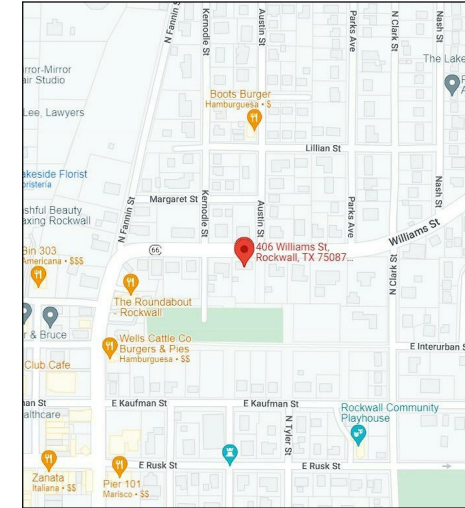 N Fannin S
Kernodle St
Austin St
Parks Ave
N Clark St
Nash St
The Lake
rror-Mirror
air Studio
Boots Burger
Hamburguesa • $
Lee, Lawyers
Lillian St
akeside Florist
oristeria
Margaret St
Kernodle St
Austin St
Parks Ave
Nash St
shful Beauty
axing Rockwall
N Fannin St
Williams St
66
406 Williams St,
Rockwall, TX 75087...
Bin 303
Americana • $$$
N Clark St
The Roundabout
- Rockwall
r & Bruce
Wells Cattle Co
Burgers & Pies
Hamburguesa • $$
E Interurban S
Club Cafe
man St
E Kaufman St
E Kaufman St
althcare
N Tyler St
Rockwall Community
Playhouse
E Rusk St
E Rusk St
Zanata
Italiana • $$
Pier 101
Marisco • $$